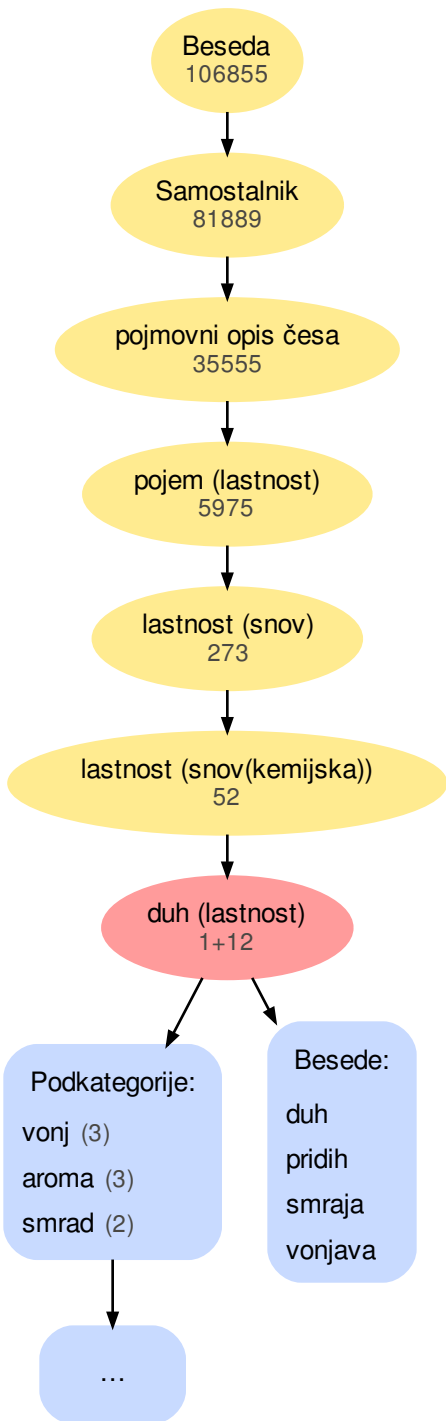 Beseda
106855
Samostalnik
81889
pojmovni opis česa
35555
pojem (lastnost)
5975
lastnost (snov)
273
lastnost (snov(kemijska))
52
duh (lastnost)
1+12
Podkategorije:
vonj (3)
aroma (3)
smrad (2)
Besede:
duh
pridih
smraja
vonjava
...